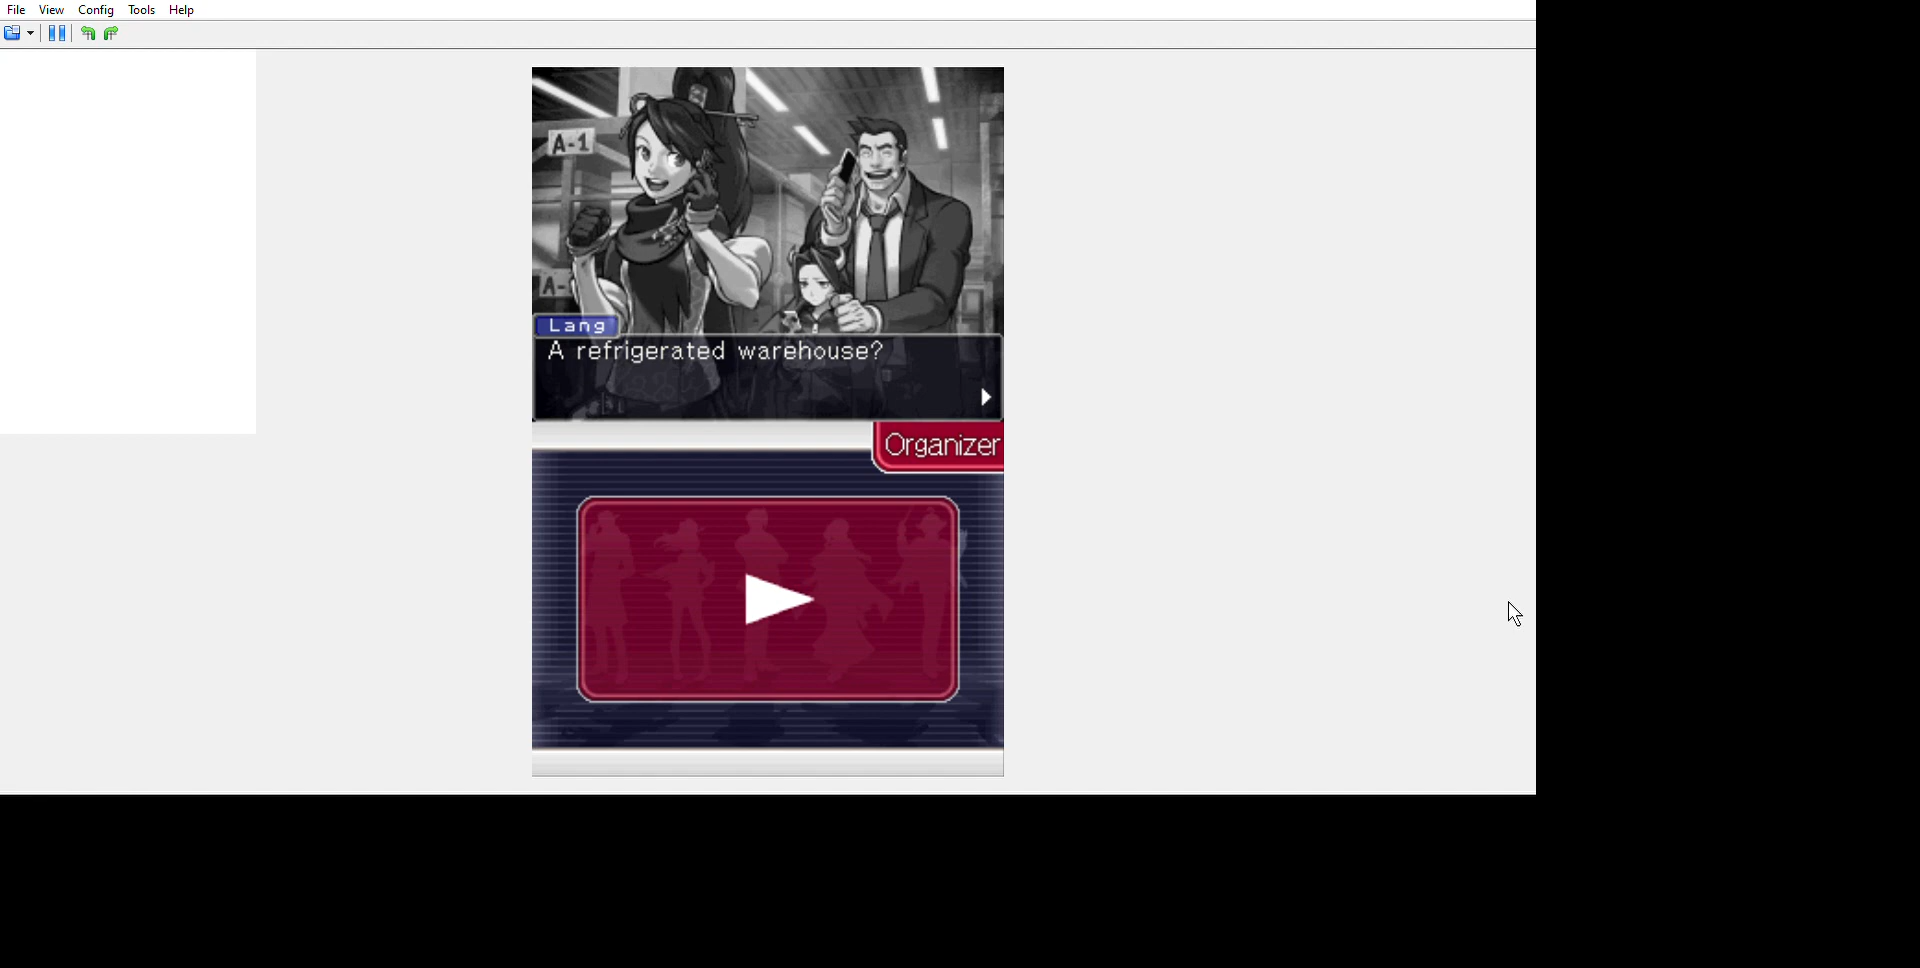 File View Config Tools Help
A-1
A-
Lang
A refrigerated warehouse?
Organizer